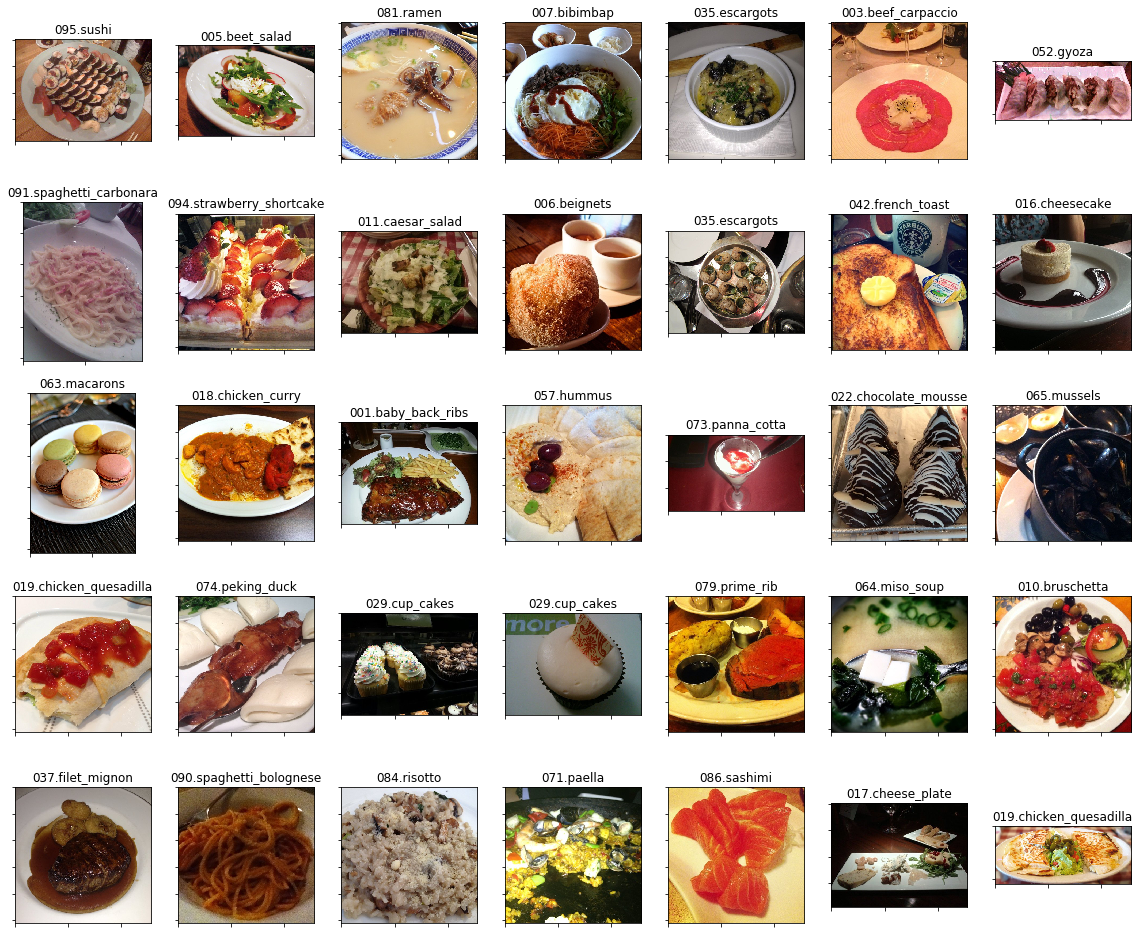 095.sushi
005.beet_salad
081.ramen
007.bibimbap
035.escargots
003.beef_carpaccio
052.gyoza
091.spaghetti_carbonara
094.strawberry_shortcake
011.caesar_salad
006.beignets
035.escargots
042.french_toast
STARBUCKS
016.cheesecake
063.macarons
018.chicken_curry
001.baby_back_ribs
057.hummus
073.panna_cotta
022.chocolate_mousse
065.mussels
019.chicken_quesadilla
074.peking_duck
029.cup_cakes
029.cup_cakes
more
079.prime_rib
064.miso_soup
010.bruschetta
037.filet_mignon
090.spaghetti_bolognese
084.risotto
071.paella
086.sashimi
017.cheese_plate
019.chicken_quesadilla